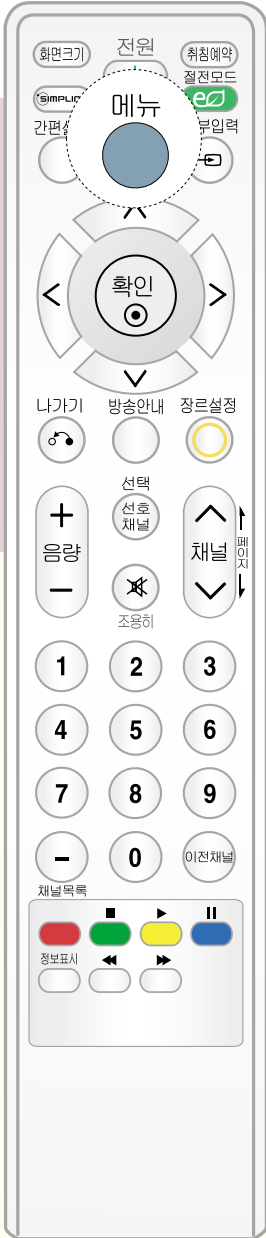 화면크기
전원
취침예약
절전모드
SIMPLIN
eco
메뉴
간편
부입력
확인
나가기
방송안내
장르설정
선택
선호
채널
+
음량
−
채널
페이지
조용히
1
2
3
4
5
6
7
8
9
−
0
이전채널
채널목록
정보표시